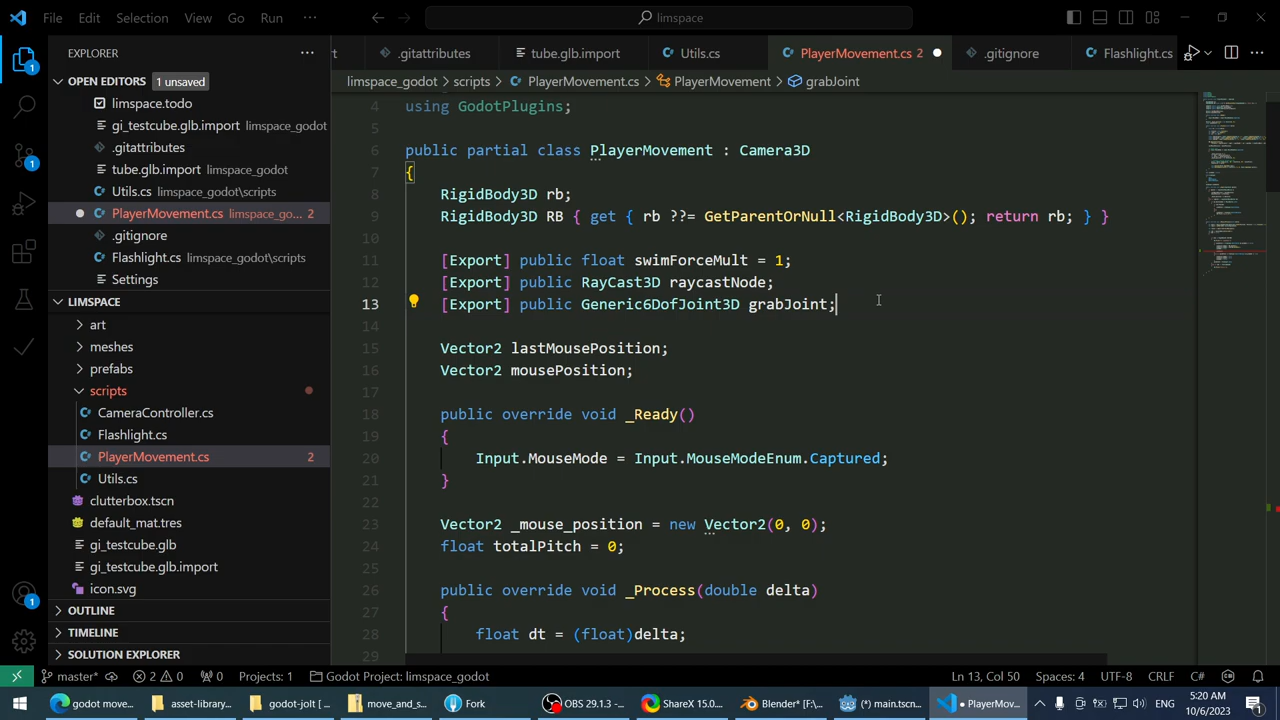 File Edit Selection View Go Run ··· limspace
EXPLORER ···
.gitattributes tube.glb.import Utils.cs PlayerMovement.cs 2 .gitignore Flashlight.cs
limspace_godot > scripts > PlayerMovement.cs > PlayerMovement > grabJoint
OPEN EDITORS 1 unsaved
limspace.todo
gi_testcube.glb.import limspace_godot
.gitattributes
tube.glb.import limspace_godot
Utils.cs limspace_godot\scripts
PlayerMovement.cs limspace_go... 2
.gitignore
Flashlight.cs limspace_godot\scripts
Settings
LIMSPACE
art
meshes
prefabs
scripts
CameraController.cs
Flashlight.cs
PlayerMovement.cs 2
Utils.cs
clutterbox.tscn
default_mat.tres
gi_testcube.glb
gi_testcube.glb.import
icon.svg
OUTLINE
TIMELINE
SOLUTION EXPLORER
1
1
1
1
4 using GodotPlugins;
5
6 public partial class PlayerMovement : Camera3D
{
8 RigidBody3D rb;
9 RigidBody3D RB { get { rb ??= GetParentOrNull<RigidBody3D>(); return rb; } }
10
11 [Export] public float swimForceMult = 1;
12 [Export] public RayCast3D raycastNode;
13 [Export] public Generic6DofJoint3D grabJoint;
14
15 Vector2 lastMousePosition;
16 Vector2 mousePosition;
17
18 public override void _Ready()
19 {
20 Input.MouseMode = Input.MouseModeEnum.Captured;
21 }
22
23 Vector2 _mouse_position = new Vector2(0, 0);
24 float totalPitch = 0;
25
26 public override void _Process(double delta)
27 {
28 float dt = (float)delta;
29
master* 2 0 0 Projects: 1 Godot Project: limspace_godot Ln 13, Col 50 Spaces: 4 UTF-8 CRLF C#
godot move... asset-library... godot-jolt move_and_s... Fork OBS 29.1.3 -... ShareX 15.0.... Blender* [F:\... (*) main.tscn... ● PlayerMov... ENG 5:20 AM
10/6/2023 1